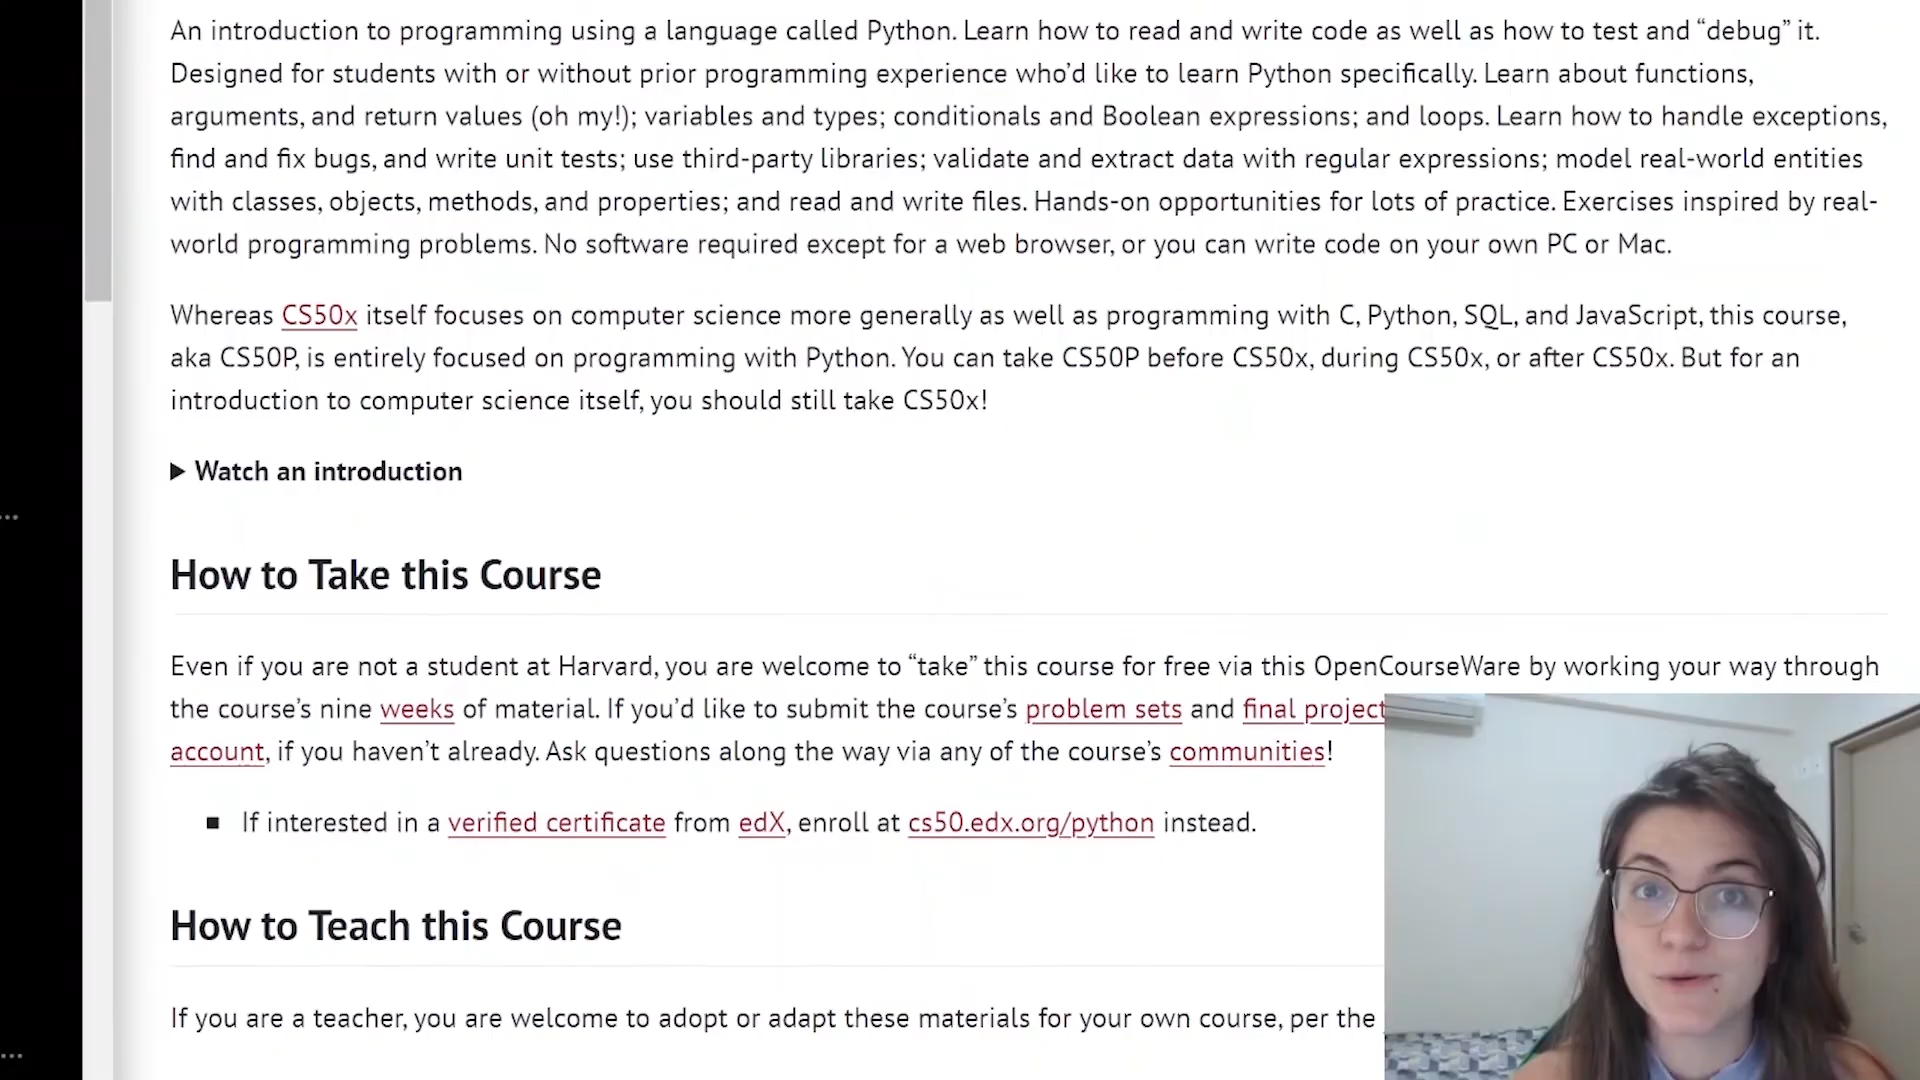 An introduction to programming using a language called Python. Learn how to read and write code as well as how to test and “debug” it.
Designed for students with or without prior programming experience who’d like to learn Python specifically. Learn about functions,
arguments, and return values (oh my!); variables and types; conditionals and Boolean expressions; and loops. Learn how to handle exceptions,
find and fix bugs, and write unit tests; use third-party libraries; validate and extract data with regular expressions; model real-world entities
with classes, objects, methods, and properties; and read and write files. Hands-on opportunities for lots of practice. Exercises inspired by real-
world programming problems. No software required except for a web browser, or you can write code on your own PC or Mac.
Whereas CS50x itself focuses on computer science more generally as well as programming with C, Python, SQL, and JavaScript, this course,
aka CS50P, is entirely focused on programming with Python. You can take CS50P before CS50x, during CS50x, or after CS50x. But for an
introduction to computer science itself, you should still take CS50x!
Watch an introduction
How to Take this Course
Even if you are not a student at Harvard, you are welcome to “take” this course for free via this OpenCourseWare by working your way through
the course’s nine weeks of material. If you’d like to submit the course’s problem sets and final project
account, if you haven’t already. Ask questions along the way via any of the course’s communities!
If interested in a verified certificate from edX, enroll at cs50.edx.org/python instead.
How to Teach this Course
If you are a teacher, you are welcome to adopt or adapt these materials for your own course, per the